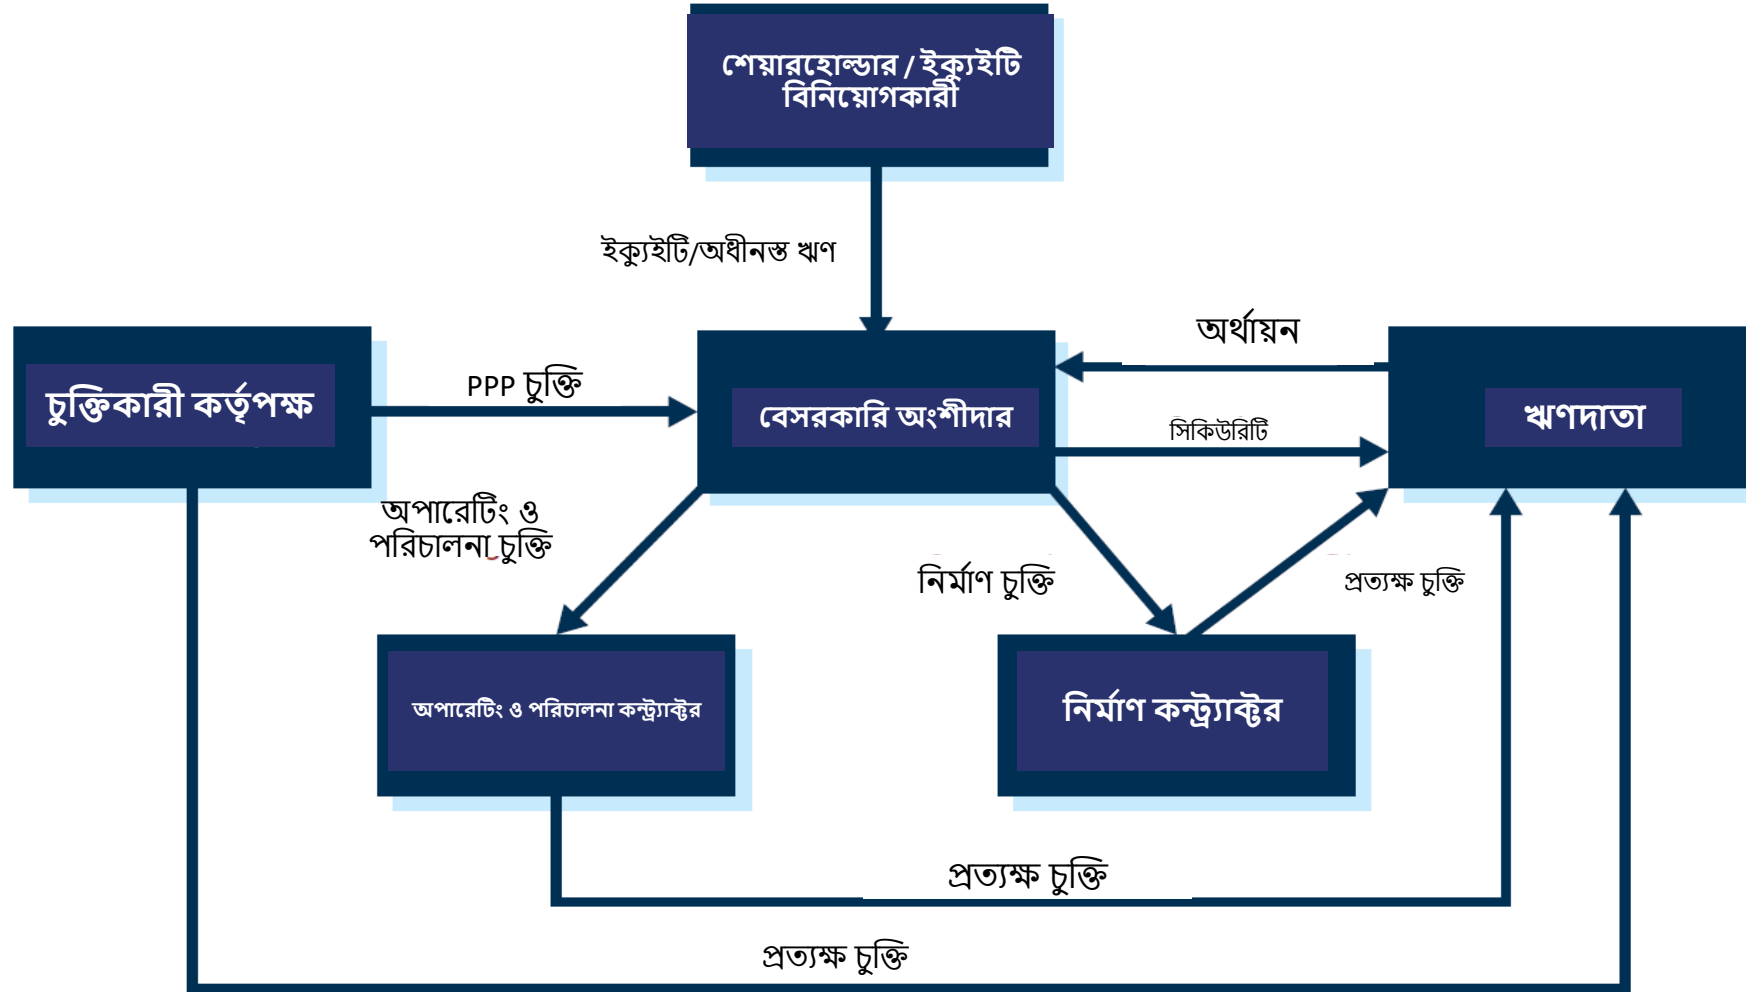 শেয়ারহোল্ডার / ইক্যুইটি
বিনিয়োগকারী
ইক্যুইটি/অধীনস্ত ঋণ
অর্থায়ন
চুক্তিকারী কর্তৃপক্ষ
PPP চুক্তি
বেসরকারি অংশীদার
সিকিউরিটি
ঋণদাতা
অপারেটিং ও
পরিচালনা চুক্তি
নির্মাণ চুক্তি
প্রত্যক্ষ চুক্তি
অপারেটিং ও পরিচালনা কন্ট্র্যাক্টর
নির্মাণ কন্ট্র্যাক্টর
প্রত্যক্ষ চুক্তি
প্রত্যক্ষ চুক্তি